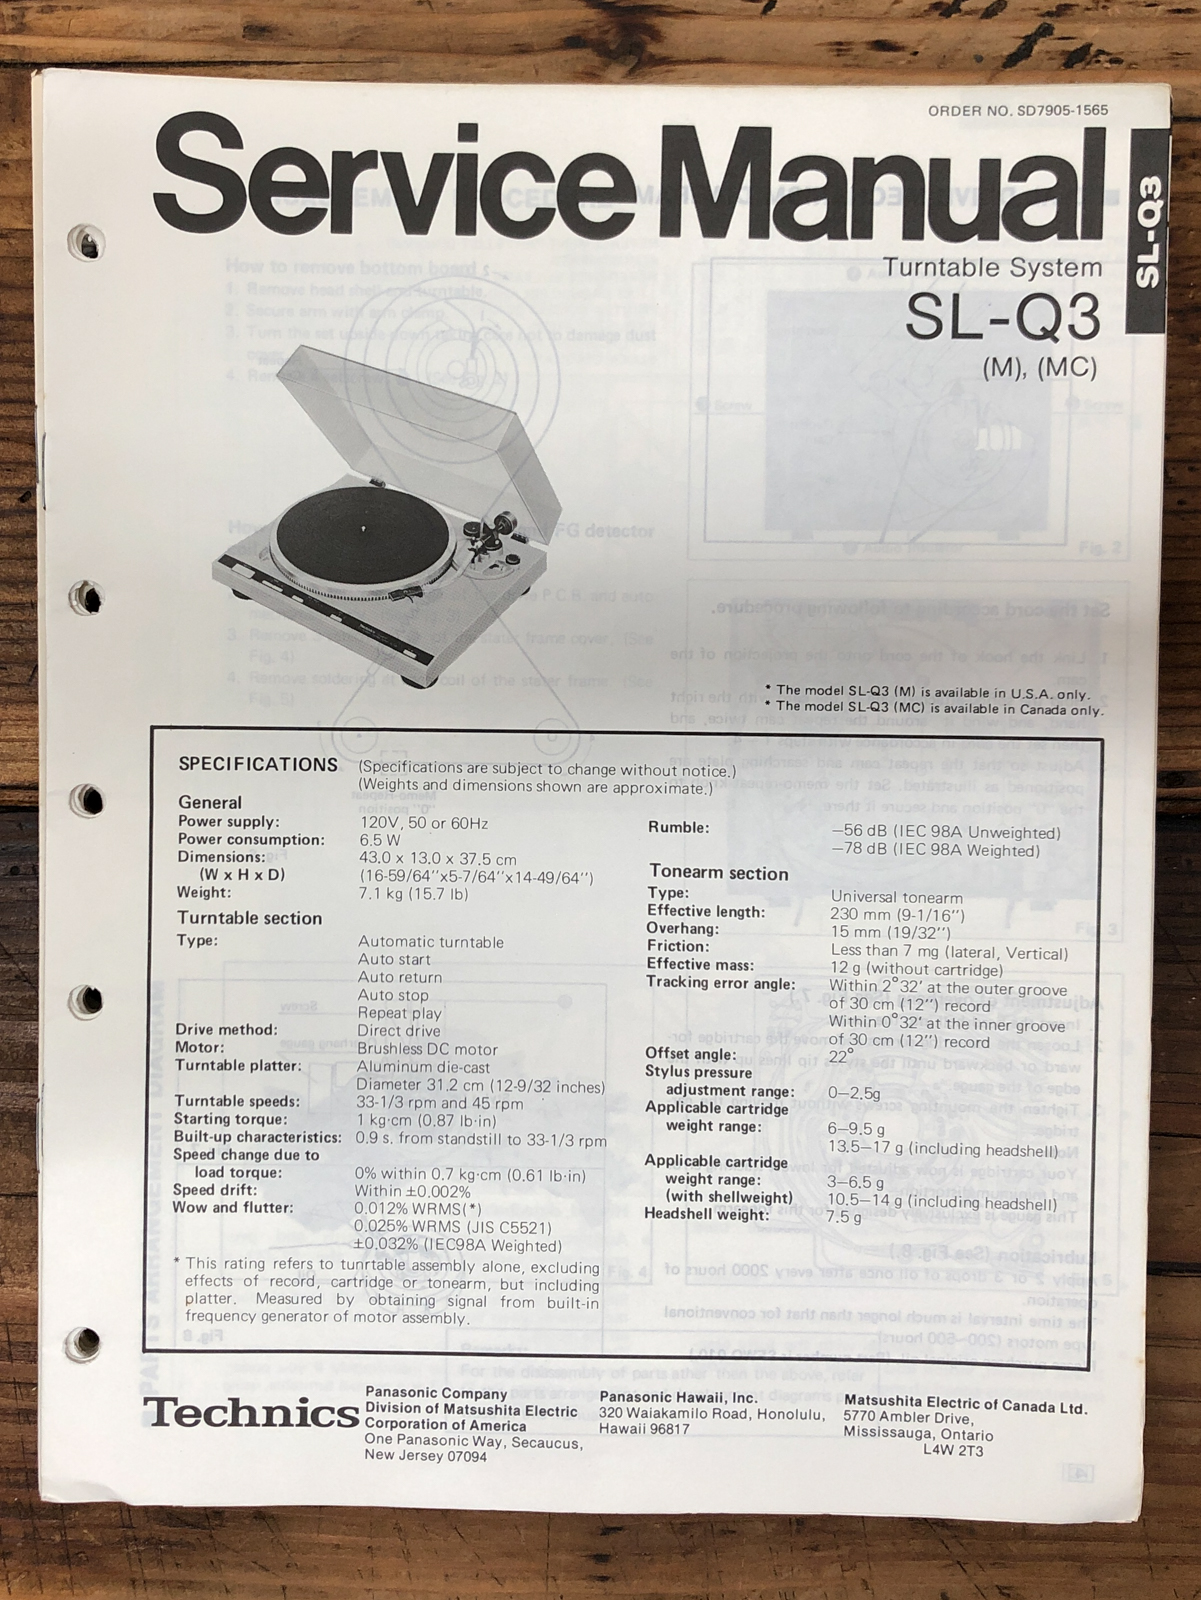 ORDER NO. SD7905-1565
Service Manual
SL-Q3
Turntable System
SL-Q3
(M), (MC)
* The model SL-Q3 (M) is available in U.S.A. only.
* The model SL-Q3 (MC) is available in Canada only.
SPECIFICATIONS (Specifications are subject to change without notice.)
(Weights and dimensions shown are approximate.)
General
Power supply: 120V, 50 or 60Hz
Power consumption: 6.5 W
Dimensions: 43.0 x 13.0 x 37.5 cm
(W x H x D) (16-59/64''x5-7/64''x14-49/64'')
Weight: 7.1 kg (15.7 lb)
Turntable section
Type: Automatic turntable
Auto start
Auto return
Auto stop
Repeat play
Drive method: Direct drive
Motor: Brushless DC motor
Turntable platter: Aluminum die-cast
Diameter 31.2 cm (12-9/32 inches)
Turntable speeds: 33-1/3 rpm and 45 rpm
Starting torque: 1 kg·cm (0.87 lb·in)
Built-up characteristics: 0.9 s. from standstill to 33-1/3 rpm
Speed change due to
load torque: 0% within 0.7 kg·cm (0.61 lb·in)
Speed drift: Within ±0.002%
Wow and flutter: 0.012% WRMS(*)
0.025% WRMS (JIS C5521)
±0.032% (IEC98A Weighted)
* This rating refers to tunrtable assembly alone, excluding
effects of record, cartridge or tonearm, but including
platter. Measured by obtaining signal from built-in
frequency generator of motor assembly.
Rumble: –56 dB (IEC 98A Unweighted)
–78 dB (IEC 98A Weighted)
Tonearm section
Type: Universal tonearm
Effective length: 230 mm (9-1/16'')
Overhang: 15 mm (19/32'')
Friction: Less than 7 mg (lateral, Vertical)
Effective mass: 12 g (without cartridge)
Tracking error angle: Within 2°32' at the outer groove
of 30 cm (12'') record
Within 0°32' at the inner groove
of 30 cm (12'') record
Offset angle: 22°
Stylus pressure
adjustment range: 0–2.5g
Applicable cartridge
weight range: 6–9.5 g
13.5–17 g (including headshell)
Applicable cartridge
weight range: 3–6.5 g
(with shellweight) 10.5–14 g (including headshell)
Headshell weight: 7.5 g
Technics
Panasonic Company
Division of Matsushita Electric
Corporation of America
One Panasonic Way, Secaucus,
New Jersey 07094
Panasonic Hawaii, Inc.
320 Waiakamilo Road, Honolulu,
Hawaii 96817
Matsushita Electric of Canada Ltd.
5770 Ambler Drive,
Mississauga, Ontario
L4W 2T3